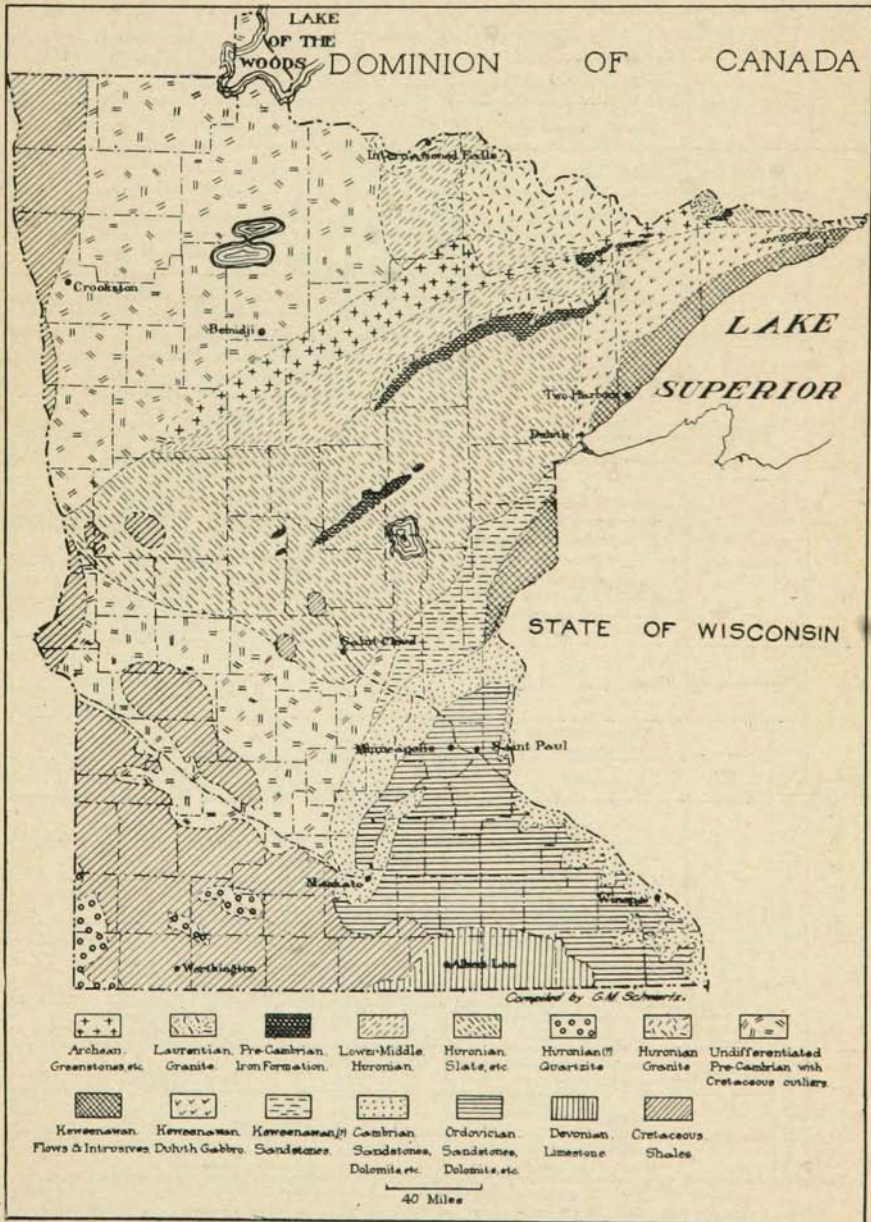 LAKE
OF THE
WOODS
DOMINION OF CANADA
International Falls
Crookston
Bemidji
LAKE
SUPERIOR
Two Harbors
Duluth
STATE OF WISCONSIN
Saint Cloud
Minneapolis
Saint Paul
Mankato
Winona
Worthington
Albert Lea
Compiled by G.M. Schwartz.
Archean.
Greenstones, etc.
Laurentian.
Granite.
Pre-Cambrian.
Iron Formation.
Lower-Middle
Huronian.
Huronian.
Slate, etc.
Huronian(?)
Quartzite
Huronian
Granite
Undifferentiated
Pre-Cambrian with
Cretaceous outliers.
Keweenawan.
Flows & Intrusives.
Keweenawan.
Duluth Gabbro.
Keweenawan(?)
Sandstones.
Cambrian
Sandstones,
Dolomite, etc.
Ordovician
Sandstones,
Dolomite, etc.
Devonian.
Limestone.
Cretaceous
Shales
40 Miles